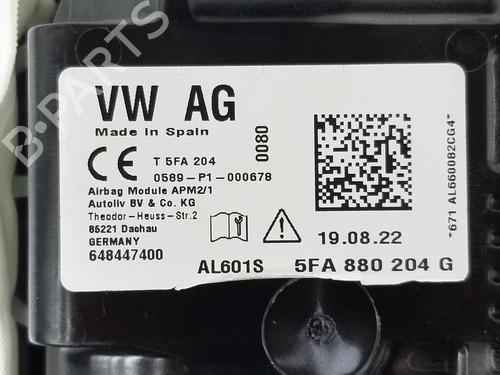 VW AG
Made in Spain
CE
T 5FA 204
0589-P1-000678
0080
Airbag Module APM2/1
Autoliv BV & Co. KG
Theodor-Heuss-Str.2
85221 Dachau
GERMANY
648447400
AL601S
19.08.22
5FA 880 204 G
*671 AL660082CG4*
B-PARTS